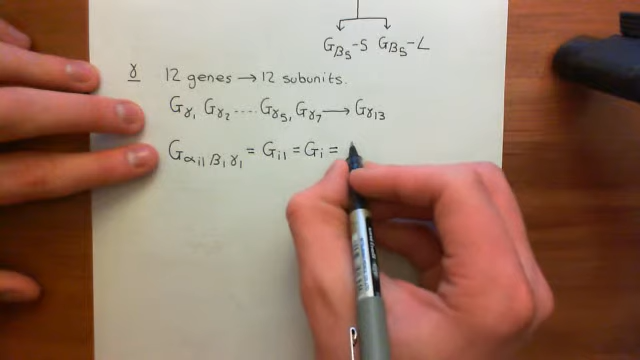 Gβ5-S Gβ5-L
γ 12 genes → 12 subunits.
Gγ1 Gγ2 ····· Gγ5, Gγ7 ⟶ Gγ13
Gαi1β1γ1 = Gi1 = Gi =